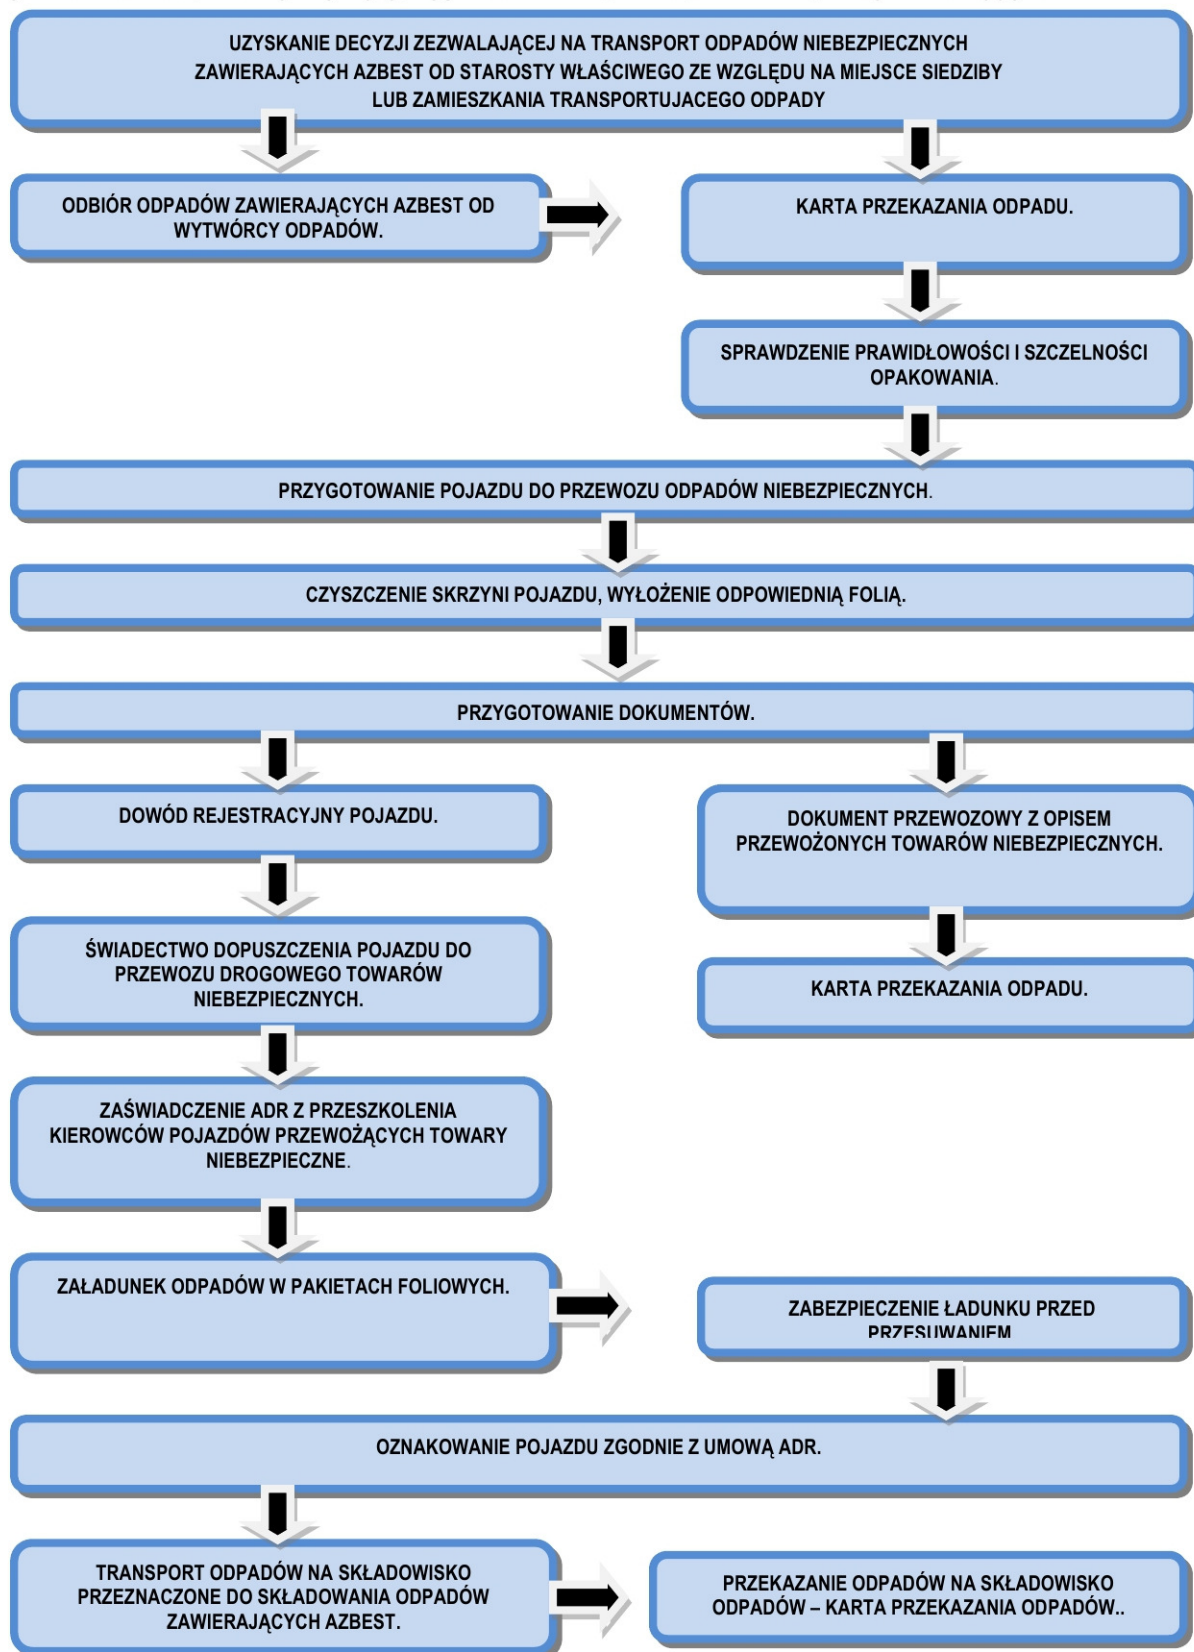 UZYSKANIE DECYZJI ZEZWALAJĄCEJ NA TRANSPORT ODPADÓW NIEBEZPIECZNYCH
ZAWIERAJĄCYCH AZBEST OD STAROSTY WŁAŚCIWEGO ZE WZGLĘDU NA MIEJSCE SIEDZIBY
LUB ZAMIESZKANIA TRANSPORTUJACEGO ODPADY
ODBIÓR ODPADÓW ZAWIERAJĄCYCH AZBEST OD
WYTWÓRCY ODPADÓW.
KARTA PRZEKAZANIA ODPADU.
SPRAWDZENIE PRAWIDŁOWOŚCI I SZCZELNOŚCI
OPAKOWANIA.
PRZYGOTOWANIE POJAZDU DO PRZEWOZU ODPADÓW NIEBEZPIECZNYCH.
CZYSZCZENIE SKRZYNI POJAZDU, WYŁOŻENIE ODPOWIEDNIĄ FOLIĄ.
PRZYGOTOWANIE DOKUMENTÓW.
DOWÓD REJESTRACYJNY POJAZDU.
DOKUMENT PRZEWOZOWY Z OPISEM
PRZEWOŻONYCH TOWARÓW NIEBEZPIECZNYCH.
ŚWIADECTWO DOPUSZCZENIA POJAZDU DO
PRZEWOZU DROGOWEGO TOWARÓW
NIEBEZPIECZNYCH.
KARTA PRZEKAZANIA ODPADU.
ZAŚWIADCZENIE ADR Z PRZESZKOLENIA
KIEROWCÓW POJAZDÓW PRZEWOŻĄCYCH TOWARY
NIEBEZPIECZNE.
ZAŁADUNEK ODPADÓW W PAKIETACH FOLIOWYCH.
ZABEZPIECZENIE ŁADUNKU PRZED
PRZESUWANIEM
OZNAKOWANIE POJAZDU ZGODNIE Z UMOWĄ ADR.
TRANSPORT ODPADÓW NA SKŁADOWISKO
PRZEZNACZONE DO SKŁADOWANIA ODPADÓW
ZAWIERAJĄCYCH AZBEST.
PRZEKAZANIE ODPADÓW NA SKŁADOWISKO
ODPADÓW – KARTA PRZEKAZANIA ODPADÓW..